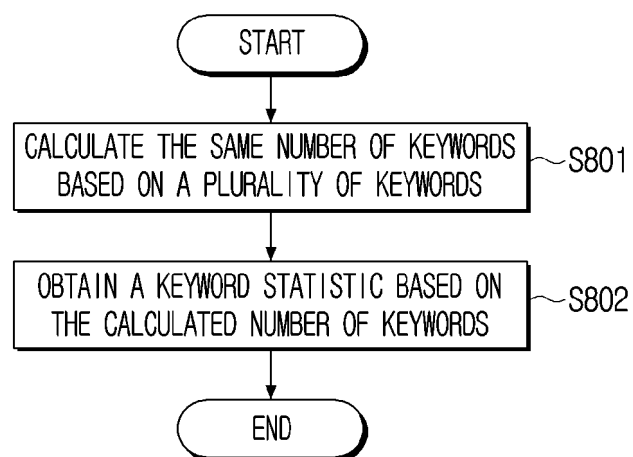 START
CALCULATE THE SAME NUMBER OF KEYWORDS
BASED ON A PLURALITY OF KEYWORDS
S801
OBTAIN A KEYWORD STATISTIC BASED ON
THE CALCULATED NUMBER OF KEYWORDS
S802
END